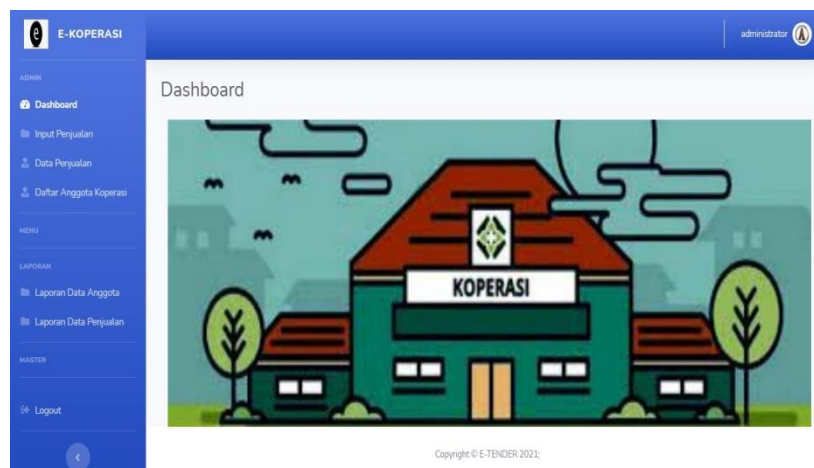 e E-KOPERASI
administrator
ADMIN
Dashboard
Input Penjualan
Data Penjualan
Daftar Anggota Koperasi
MENU
LAPORAN
Laporan Data Anggota
Laporan Data Penjualan
MASTER
Logout
Dashboard
KOPERASI
Copyright © E-TENDER 2021;